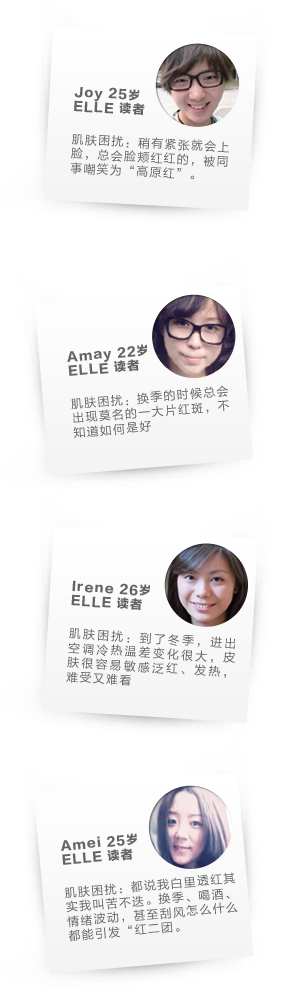 Joy 25岁
ELLE 读者
肌肤困扰：稍有紧张就会上
脸，总会脸颊红红的，被同
事嘲笑为“高原红”。
Amay 22岁
ELLE 读者
肌肤困扰：换季的时候总会
出现莫名的一大片红斑，不
知道如何是好
Irene 26岁
ELLE 读者
肌肤困扰：到了冬季，进出
空调冷热温差变化很大，皮
肤很容易敏感泛红、发热，
难受又难看
Amei 25岁
ELLE 读者
肌肤困扰：都说我白里透红其
实我叫苦不迭。换季、喝酒、
情绪波动，甚至刮风怎么什么
都能引发“红二团。